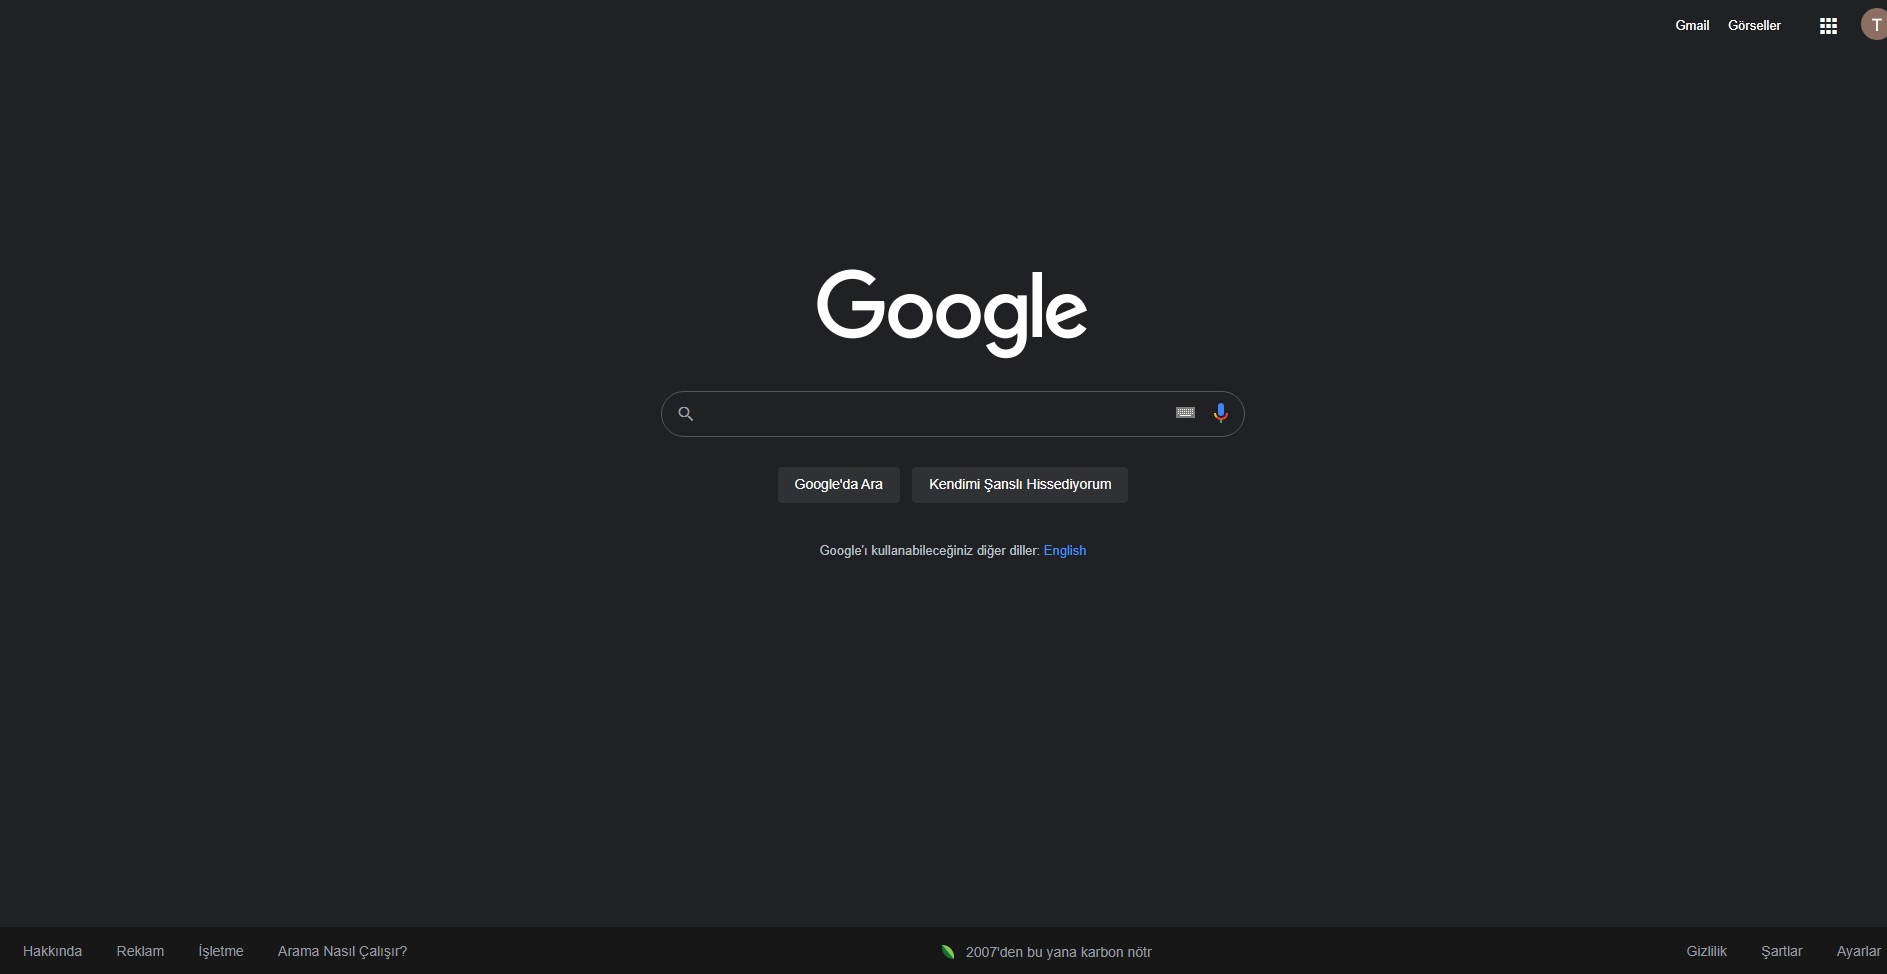 Gmail Görseller
T
Google
Google'da Ara Kendimi Şanslı Hissediyorum
Google'ı kullanabileceğiniz diğer diller: English
Hakkında Reklam İşletme Arama Nasıl Çalışır? 2007'den bu yana karbon nötr Gizlilik Şartlar Ayarlar